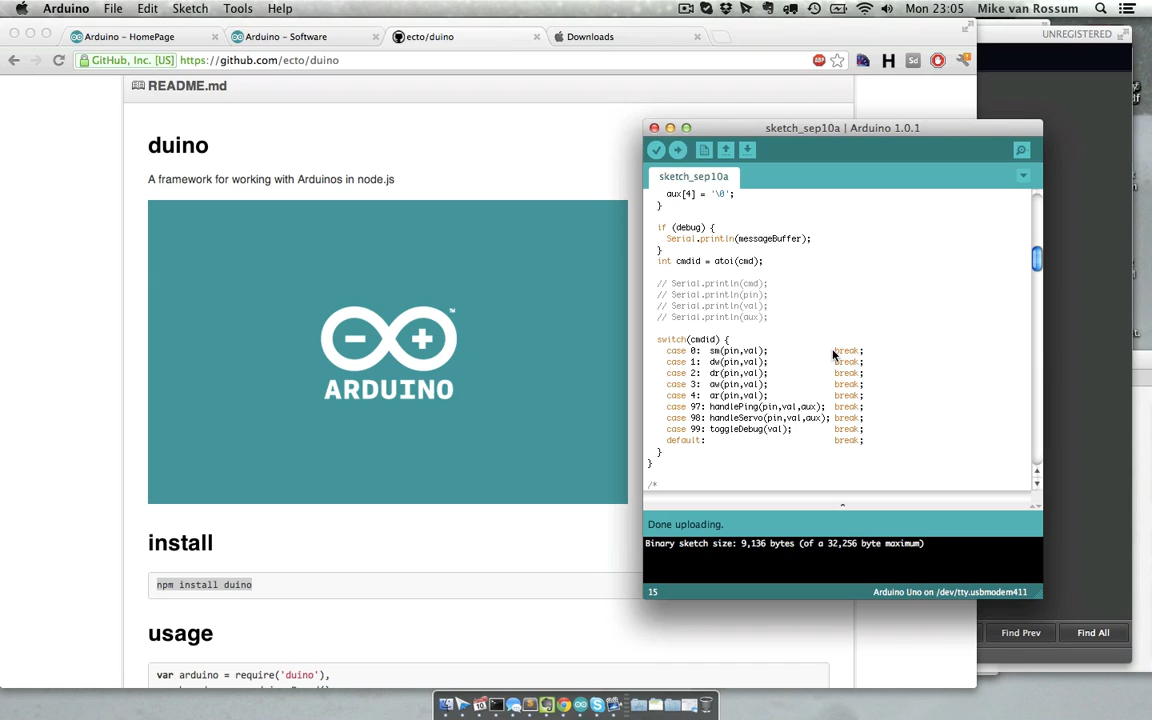 Arduino File Edit Sketch Tools Help
Mon 23:05 Mike van Rossum
Arduino - HomePage
Arduino - Software
ecto/duino
Downloads
UNREGISTERED
GitHub, Inc. [US] https://github.com/ecto/duino
README.md
duino
A framework for working with Arduinos in node.js
ARDUINO
TM
install
npm install duino
usage
var arduino = require('duino'),
sketch_sep10a | Arduino 1.0.1
sketch_sep10a
aux[4] = '\0';
}
if (debug) {
Serial.println(messageBuffer);
}
int cmdid = atoi(cmd);
// Serial.println(cmd);
// Serial.println(pin);
// Serial.println(val);
// Serial.println(aux);
switch(cmdid) {
case 0: sm(pin,val); break;
case 1: dw(pin,val); break;
case 2: dr(pin,val); break;
case 3: aw(pin,val); break;
case 4: ar(pin,val); break;
case 97: handlePing(pin,val,aux); break;
case 98: handleServo(pin,val,aux); break;
case 99: toggleDebug(val); break;
default: break;
}
}
/*
Done uploading.
Binary sketch size: 9,136 bytes (of a 32,256 byte maximum)
15
Arduino Uno on /dev/tty.usbmodem411
Find Prev
Find All